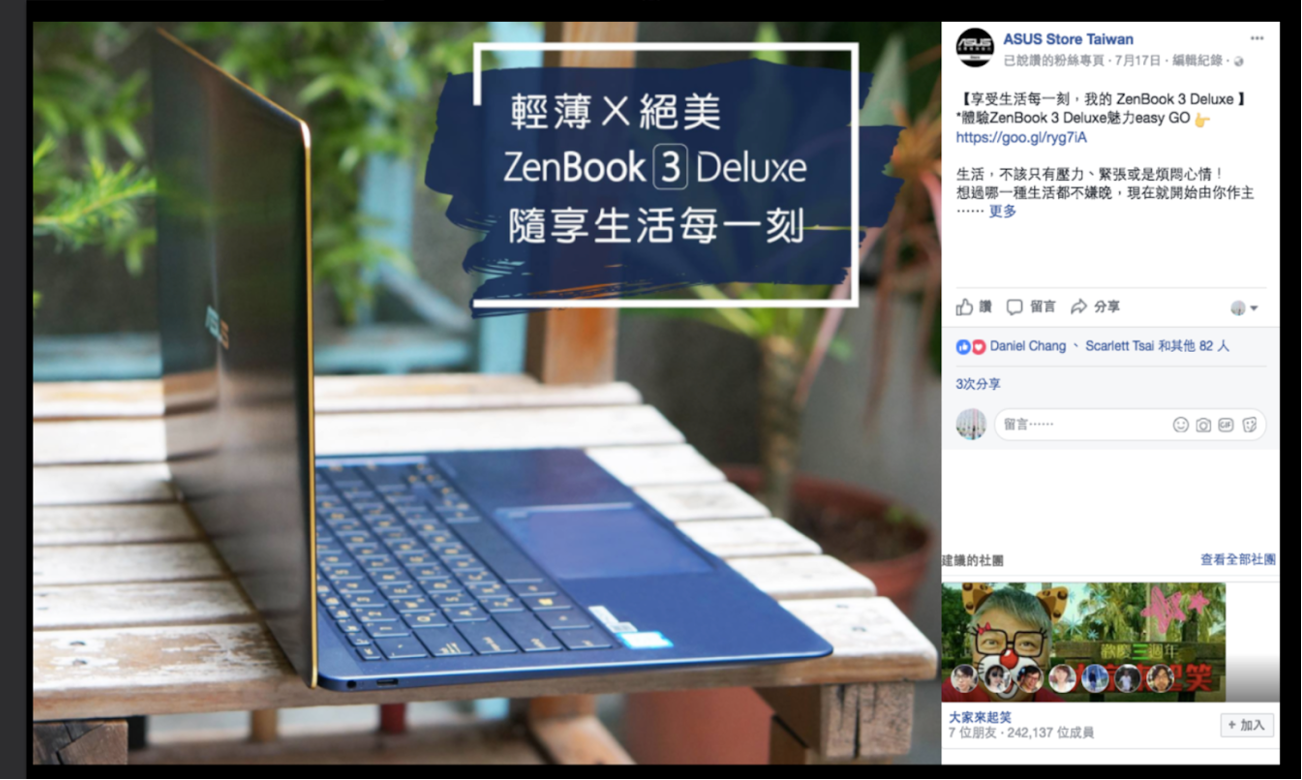 輕薄×絕美
ZenBook 3 Deluxe
隨享生活每一刻
ASUS
ASUS Store Taiwan
已說讚的粉絲專頁 · 7月17日 · 編輯紀錄 ·
【享受生活每一刻,我的 ZenBook 3 Deluxe 】
*體驗ZenBook 3 Deluxe魅力easy GO 👉
https://goo.gl/ryg7iA
生活,不該只有壓力、緊張或是煩悶心情!
想過哪一種生活都不嫌晚,現在就開始由你作主
…… 更多
讚 留言 分享
Daniel Chang 、 Scarlett Tsai 和其他 82 人
3次分享
留言……
GIF
建議的社團 查看全部社團
歡慶三週年
大家來起笑
7 位朋友 · 242,137 位成員
+ 加入